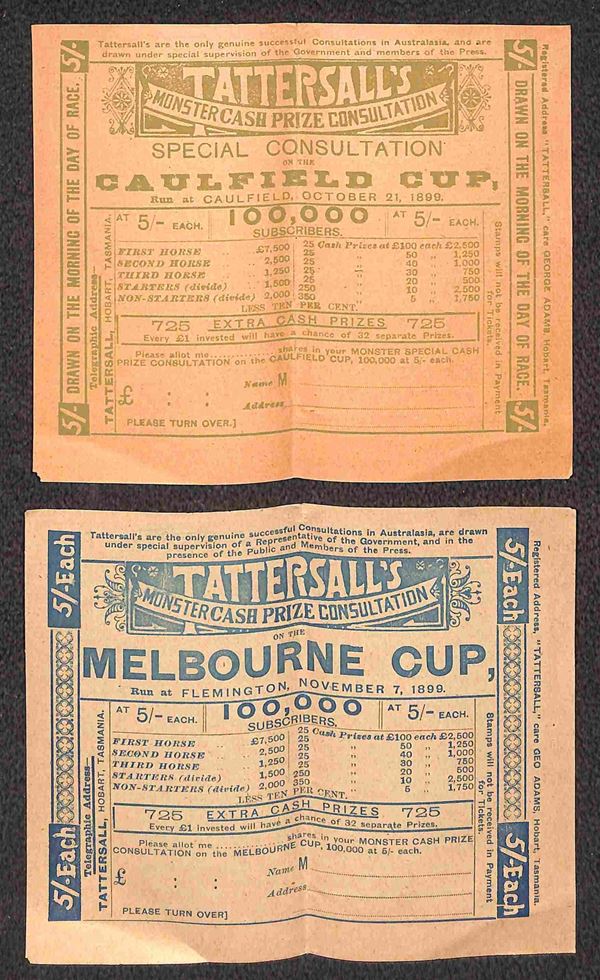 Tattersall's are the only genuine successful Consultations in Australasia, and are
drawn under special supervision of the Government and members of the Press.
5/-
DRAWN ON THE MORNING OF THE DAY OF RACE.
5/-
5/-
DRAWN ON THE MORNING OF THE DAY OF RACE.
5/-
Registered Address "TATTERSALL," care GEORGE ADAMS, Hobart, Tasmania.
TATTERSALL'S
MONSTER CASH PRIZE CONSULTATION
SPECIAL CONSULTATION
ON THE
CAULFIELD CUP,
Run at CAULFIELD, OCTOBER 21, 1899.
Telegraphic Address—
TATTERSALL, HOBART, TASMANIA.
Stamps will not be received in Payment
for Tickets.
AT 5/- EACH. 100,000 AT 5/- EACH.
SUBSCRIBERS.
FIRST HORSE .. £7,500 25 Cash Prizes at £100 each £2,500
SECOND HORSE .. 2,500 25 " 50 " 1,250
THIRD HORSE .. 1,250 25 " 40 " 1,000
STARTERS (divide) 1,500 25 " 30 " 750
NON-STARTERS (divide) 2,000 25 " 20 " 500
250 " 10 " 2,500
350 " 5 " 1,750
LESS TEN PER CENT.
725 EXTRA CASH PRIZES 725
Every £1 invested will have a chance of 32 separate Prizes.
Please allot me..............shares in your MONSTER SPECIAL CASH
PRIZE CONSULTATION on the CAULFIELD CUP, 100,000 at 5/- each.
£ : : Name M
Address
PLEASE TURN OVER.]
Tattersall's are the only genuine successful Consultations in Australasia, are drawn
under special supervision of a Representative of the Government, and in the
presence of the Public and Members of the Press.
5/-Each
5/-Each
5/-Each
5/-Each
Registered Address, "TATTERSALL," care GEO ADAMS, Hobart, Tasmania.
TATTERSALL'S
MONSTER CASH PRIZE CONSULTATION
ON THE
MELBOURNE CUP,
Run at FLEMINGTON, NOVEMBER 7, 1899.
Telegraphic Address—
TATTERSALL, HOBART, TASMANIA.
Stamps will not be received in Payment
for Tickets.
AT 5/- EACH. 100,000 AT 5/- EACH.
SUBSCRIBERS.
FIRST HORSE .. £7,500 25 Cash Prizes at £100 each £2,500
SECOND HORSE .. 2,500 25 " 50 " 1,250
THIRD HORSE .. 1,250 25 " 40 " 1,000
STARTERS (divide) 1,500 25 " 30 " 750
NON-STARTERS (divide) 2,000 25 " 20 " 500
250 " 10 " 2,500
350 " 5 " 1,750
LESS TEN PER CENT.
725 EXTRA CASH PRIZES 725
Every £1 invested will have a chance of 32 separate Prizes.
Please allot me..............shares in your MONSTER CASH PRIZE
CONSULTATION on the MELBOURNE CUP, 100,000 at 5/- each.
£ : : Name M
Address
PLEASE TURN OVER]